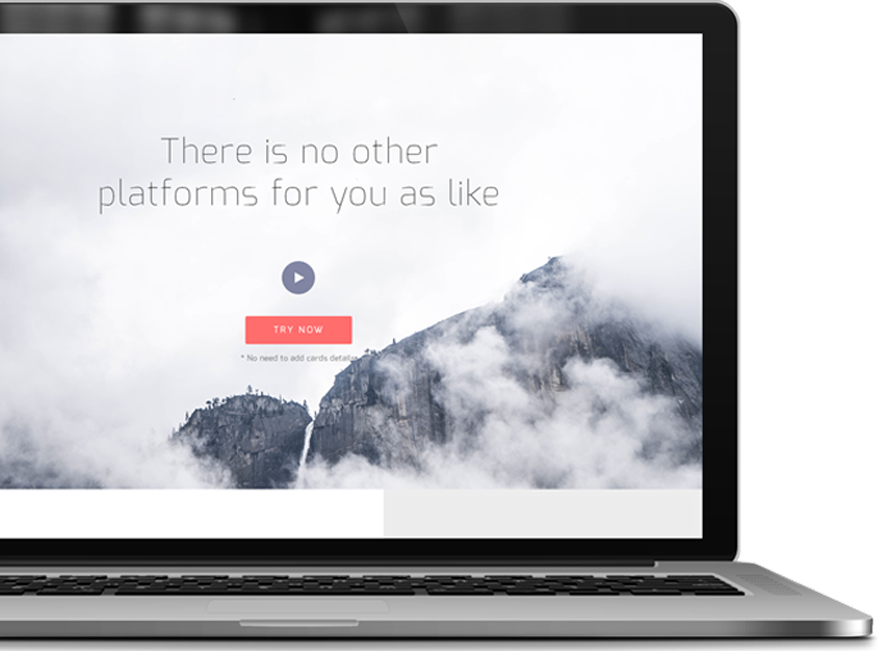 There is no other
platforms for you as like
TRY NOW
* No need to add cards details